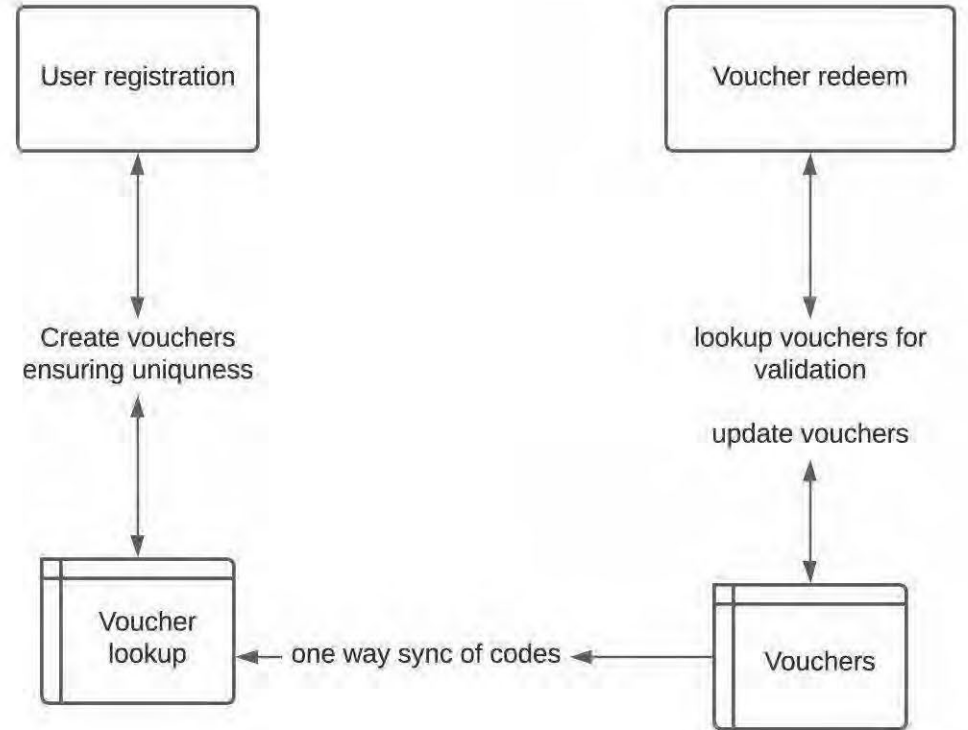 User registration
Voucher redeem
Create vouchers
ensuring uniquness
lookup vouchers for
validation
update vouchers
Voucher
lookup
one way sync of codes
Vouchers